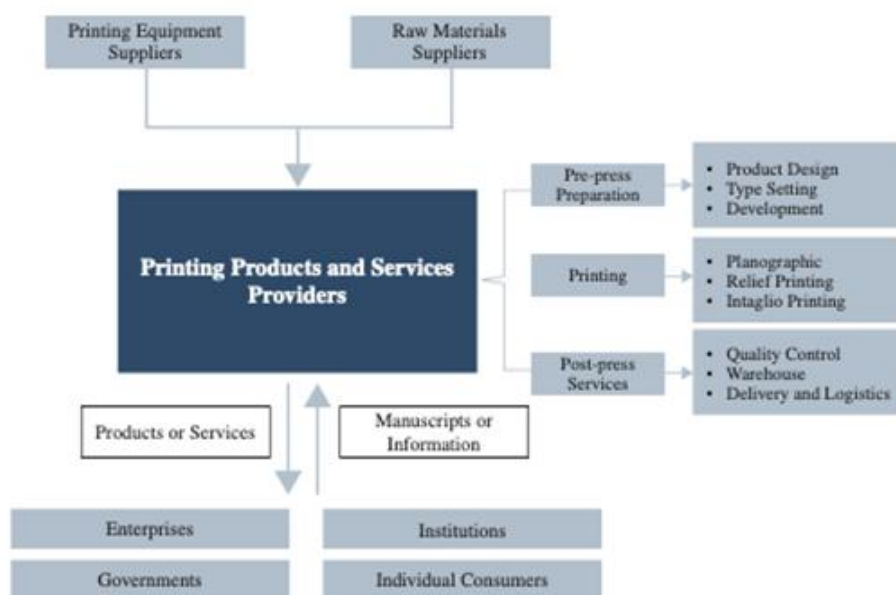 Printing Equipment
Suppliers
Raw Materials
Suppliers
Printing Products and Services
Providers
Pre-press
Preparation
• Product Design
• Type Setting
• Development
Printing
• Planographic
• Relief Printing
• Intaglio Printing
Post-press
Services
• Quality Control
• Warehouse
• Delivery and Logistics
Products or Services
Manuscripts or
Information
Enterprises
Institutions
Governments
Individual Consumers